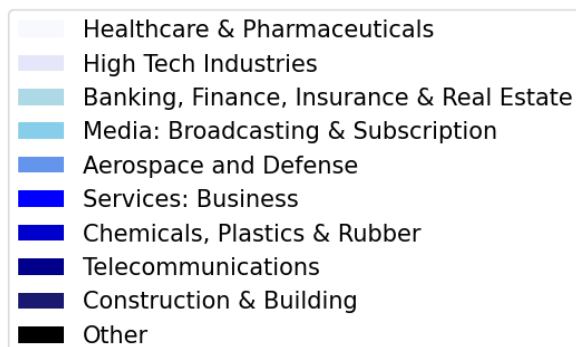 Healthcare & Pharmaceuticals
High Tech Industries
Banking, Finance, Insurance & Real Estate
Media: Broadcasting & Subscription
Aerospace and Defense
Services: Business
Chemicals, Plastics & Rubber
Telecommunications
Construction & Building
Other